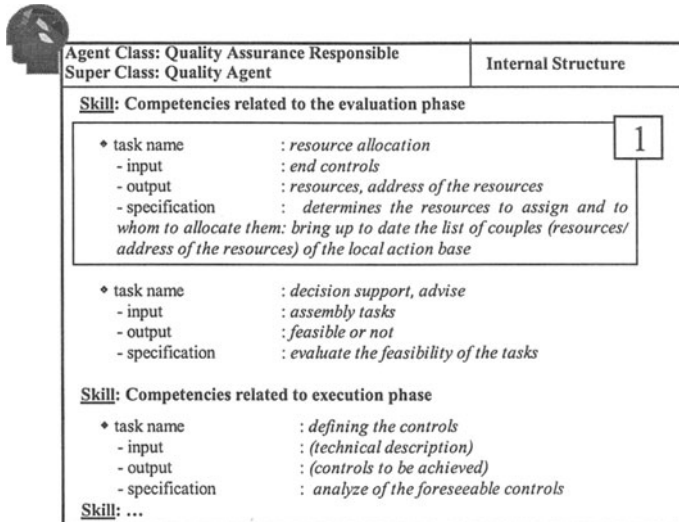 Agent Class: Quality Assurance Responsible
Super Class: Quality Agent
Internal Structure
Skill: Competencies related to the evaluation phase
1
◆ task name : resource allocation
- input : end controls
- output : resources, address of the resources
- specification : determines the resources to assign and to
whom to allocate them: bring up to date the list of couples (resources/
address of the resources) of the local action base
◆ task name : decision support, advise
- input : assembly tasks
- output : feasible or not
- specification : evaluate the feasibility of the tasks
Skill: Competencies related to execution phase
◆ task name : defining the controls
- input : (technical description)
- output : (controls to be achieved)
- specification : analyze of the foreseeable controls
Skill: ...